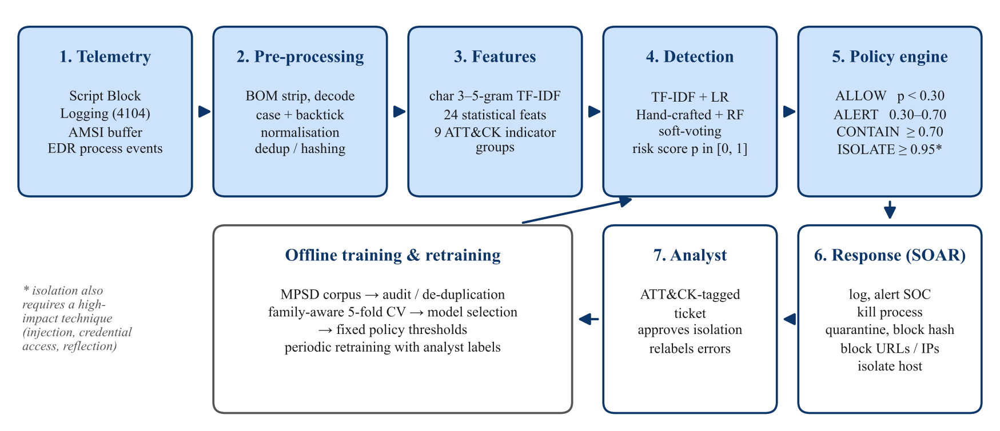 1. Telemetry
Script Block
Logging (4104)
AMSI buffer
EDR process events
2. Pre-processing
BOM strip, decode
case + backtick
normalisation
dedup / hashing
3. Features
char 3–5-gram TF-IDF
24 statistical feats
9 ATT&CK indicator
groups
4. Detection
TF-IDF + LR
Hand-crafted + RF
soft-voting
risk score p in [0, 1]
5. Policy engine
ALLOW p < 0.30
ALERT 0.30–0.70
CONTAIN ≥ 0.70
ISOLATE ≥ 0.95*
* isolation also
requires a high-
impact technique
(injection, credential
access, reflection)
Offline training & retraining
MPSD corpus → audit / de-duplication
family-aware 5-fold CV → model selection
→ fixed policy thresholds
periodic retraining with analyst labels
7. Analyst
ATT&CK-tagged
ticket
approves isolation
relabels errors
6. Response (SOAR)
log, alert SOC
kill process
quarantine, block hash
block URLs / IPs
isolate host